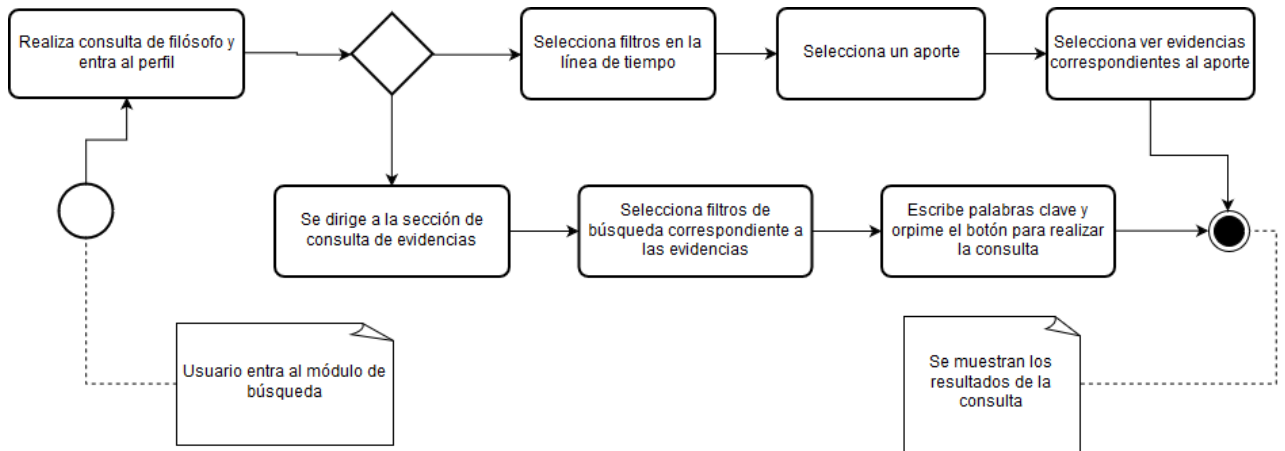 Realiza consulta de filósofo y
entra al perfil
Selecciona filtros en la
línea de tiempo
Selecciona un aporte
Selecciona ver evidencias
correspondientes al aporte
Se dirige a la sección de
consulta de evidencias
Selecciona filtros de
búsqueda correspondiente a
las evidencias
Escribe palabras clave y
orpime el botón para realizar
la consulta
Usuario entra al módulo de
búsqueda
Se muestran los
resultados de la
consulta